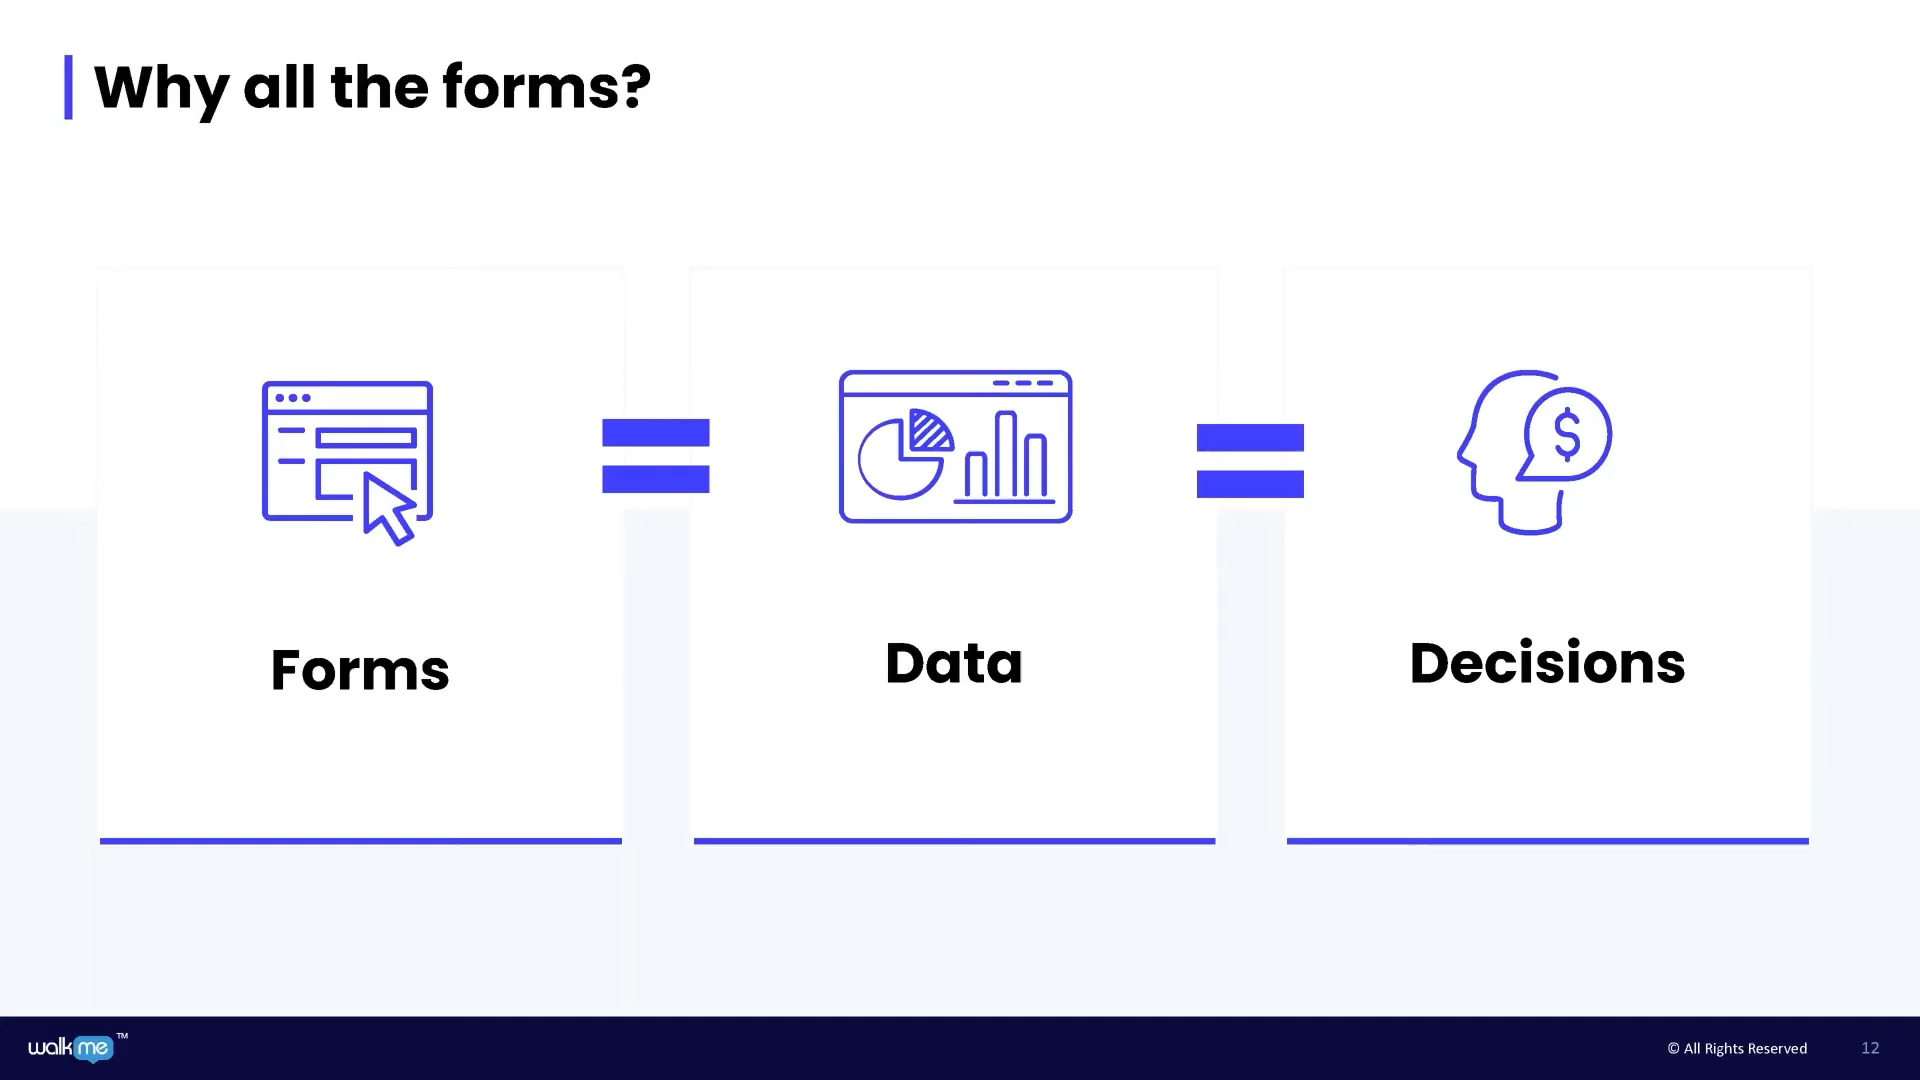 Why all the forms?
$
Forms
Data
Decisions
walkme™
© All Rights Reserved
12